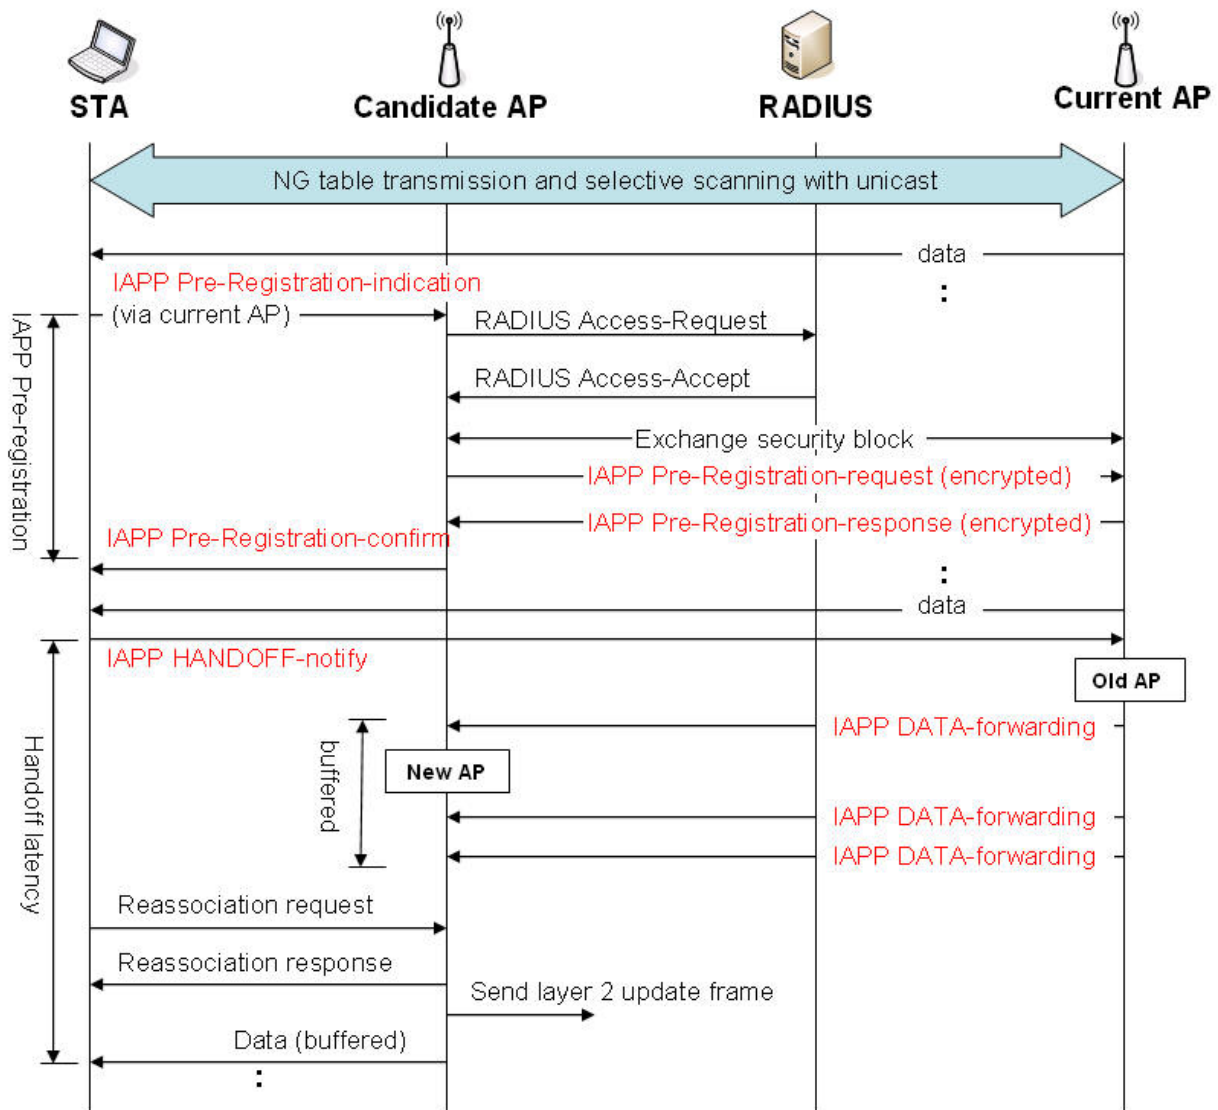 STA
Candidate AP
RADIUS
Current AP
NG table transmission and selective scanning with unicast
data
IAPP Pre-Registration-indication
:
(via current AP)
RADIUS Access-Request
IAPP Pre-registration
RADIUS Access-Accept
Exchange security block
IAPP Pre-Registration-request (encrypted)
IAPP Pre-Registration-response (encrypted)
IAPP Pre-Registration-confirm
:
data
IAPP HANDOFF-notify
Old AP
IAPP DATA-forwarding
buffered
New AP
Handoff latency
IAPP DATA-forwarding
IAPP DATA-forwarding
Reassociation request
Reassociation response
Send layer 2 update frame
Data (buffered)
: